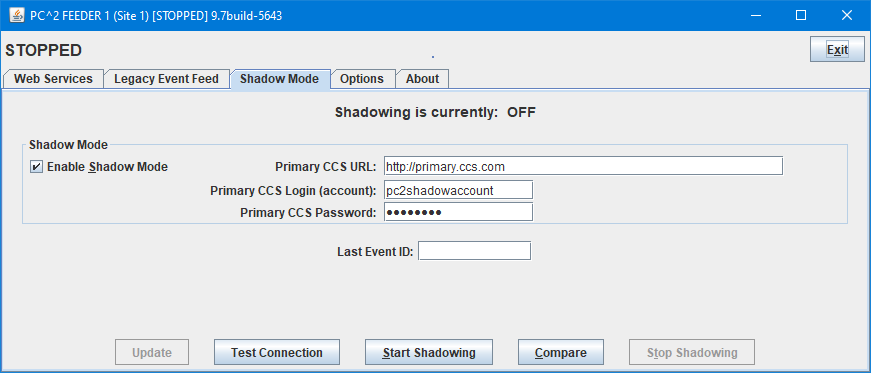 PC^2 FEEDER 1 (Site 1) [STOPPED] 9.7build-5643
STOPPED
Exit
Web Services Legacy Event Feed Shadow Mode Options About
Shadowing is currently: OFF
Shadow Mode
Enable Shadow Mode Primary CCS URL: http://primary.ccs.com
Primary CCS Login (account): pc2shadowaccount
Primary CCS Password: ●●●●●●●●
Last Event ID:
Update Test Connection Start Shadowing Compare Stop Shadowing